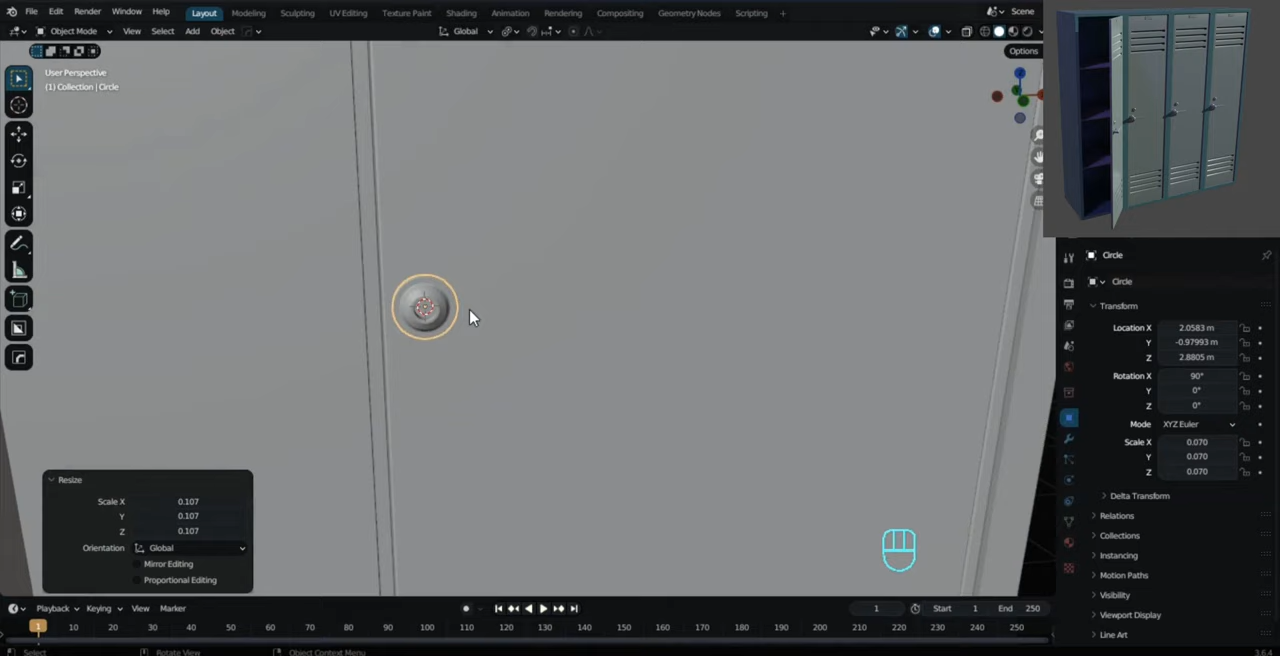 File Edit Render Window Help Layout Modeling Sculpting UV Editing Texture Paint Shading Animation Rendering Compositing Geometry Nodes Scripting + Scene
Object Mode View Select Add Object Global
Options
User Perspective
(1) Collection | Circle
Circle
Circle
Transform
Location X 2.0583 m
Y -0.97993 m
Z 2.8805 m
Rotation X 90°
Y 0°
Z 0°
Mode XYZ Euler
Scale X 0.070
Y 0.070
Z 0.070
Delta Transform
Relations
Collections
Instancing
Motion Paths
Visibility
Viewport Display
Line Art
Resize
Scale X 0.107
Y 0.107
Z 0.107
Orientation Global
Mirror Editing
Proportional Editing
Playback Keying View Marker 1 Start 1 End 250
1 10 20 30 40 50 60 70 80 90 100 110 120 130 140 150 160 170 180 190 200 210 220 230 240 250
Select Rotate View Object Context Menu 3.6.4